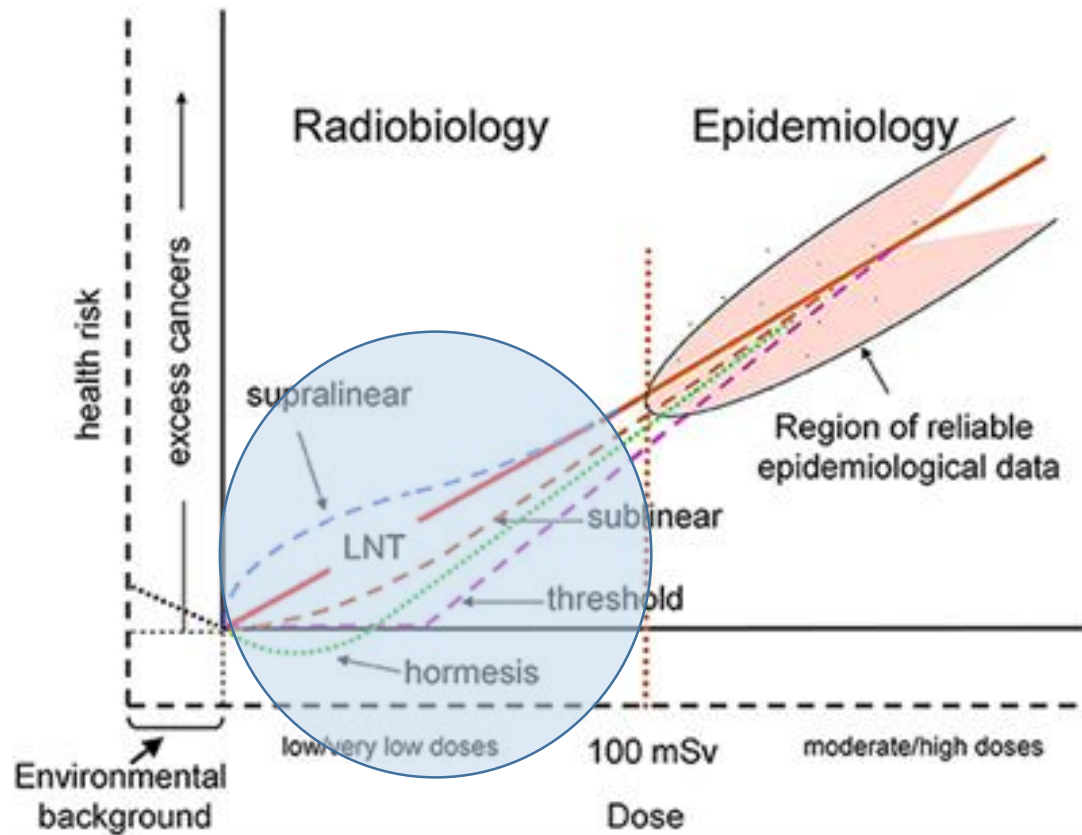 Radiobiology
Epidemiology
health risk
excess cancers
supralinear
LNT
sublinear
threshold
hormesis
Region of reliable
epidemiological data
low/very low doses
100 mSv
moderate/high doses
Environmental
background
Dose